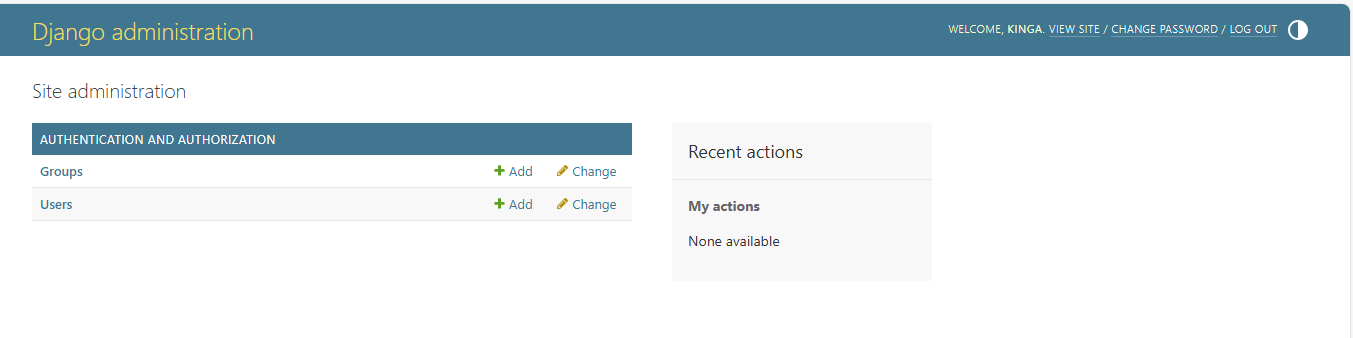 Django administration
WELCOME, KINGA. VIEW SITE / CHANGE PASSWORD / LOG OUT
Site administration
AUTHENTICATION AND AUTHORIZATION
Groups Add Change
Users Add Change
Recent actions
My actions
None available